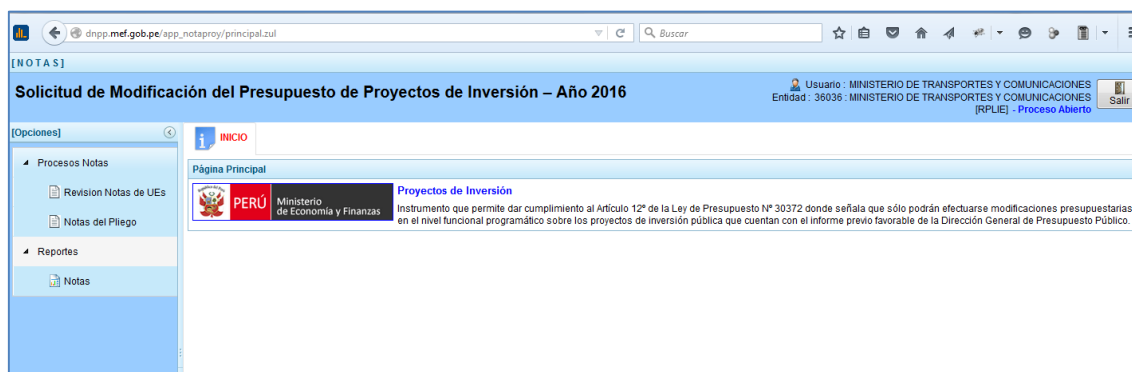 dnpp.mef.gob.pe/app_notaproy/principal.zul
Buscar
[NOTAS]
Solicitud de Modificación del Presupuesto de Proyectos de Inversión – Año 2016
Usuario : MINISTERIO DE TRANSPORTES Y COMUNICACIONES
Entidad : 36036 : MINISTERIO DE TRANSPORTES Y COMUNICACIONES
[RPLIE] - Proceso Abierto
Salir
[Opciones]
INICIO
Procesos Notas
Revision Notas de UEs
Notas del Pliego
Reportes
Notas
Página Principal
PERÚ
Ministerio
de Economía y Finanzas
Proyectos de Inversión
Instrumento que permite dar cumplimiento al Artículo 12º de la Ley de Presupuesto Nº 30372 donde señala que sólo podrán efectuarse modificaciones presupuestarias
en el nivel funcional programático sobre los proyectos de inversión pública que cuentan con el informe previo favorable de la Dirección General de Presupuesto Público.